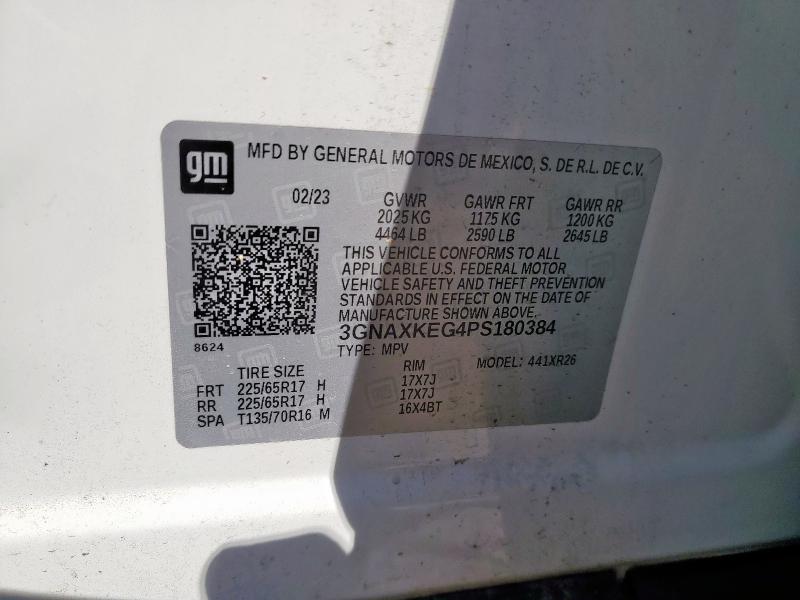 gm
MFD BY GENERAL MOTORS DE MEXICO, S. DE R.L. DE C.V.
02/23 GVWR GAWR FRT GAWR RR
2025 KG 1175 KG 1200 KG
4464 LB 2590 LB 2645 LB
THIS VEHICLE CONFORMS TO ALL
APPLICABLE U.S. FEDERAL MOTOR
VEHICLE SAFETY AND THEFT PREVENTION
STANDARDS IN EFFECT ON THE DATE OF
MANUFACTURE SHOWN ABOVE.
3GNAXKEG4PS180384
8624
TYPE: MPV MODEL: 441XR26
TIRE SIZE RIM
FRT 225/65R17 H 17X7J
RR 225/65R17 H 17X7J
SPA T135/70R16 M 16X4BT